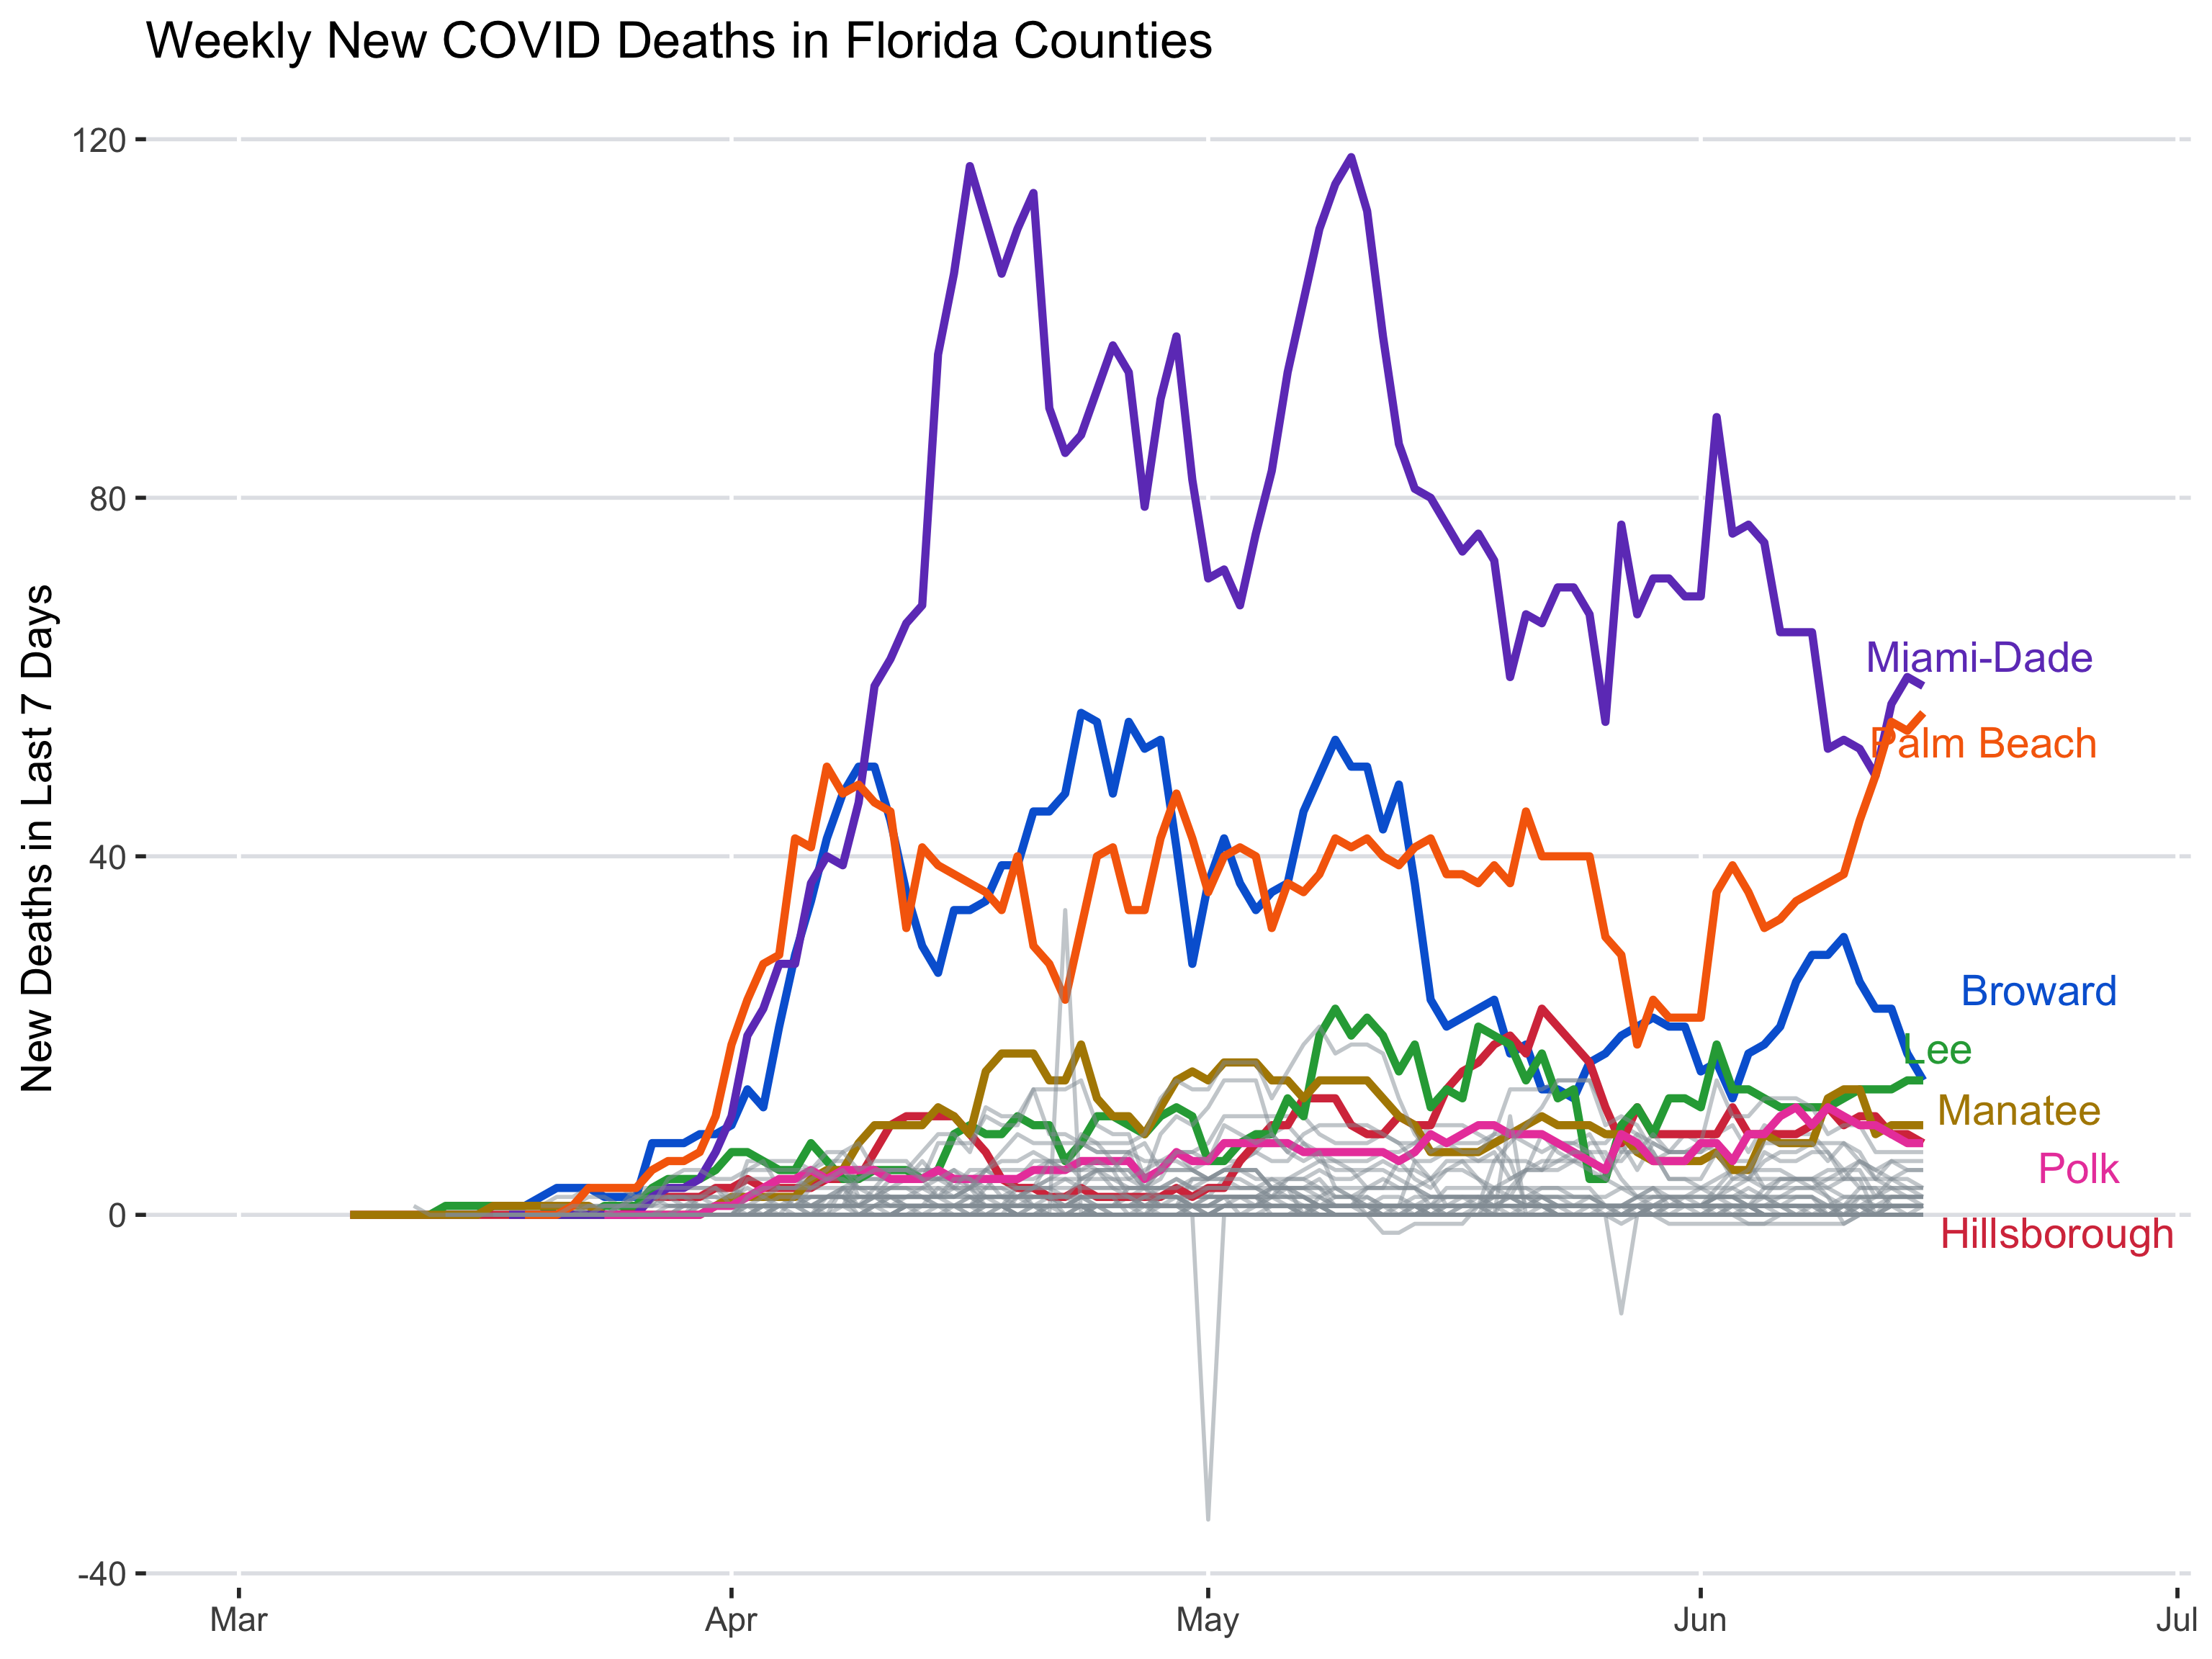 Weekly New COVID Deaths in Florida Counties
New Deaths in Last 7 Days
120
80
40
0
-40
Miami-Dade
Palm Beach
Broward
Lee
Manatee
Polk
Hillsborough
Mar
Apr
May
Jun
Jul